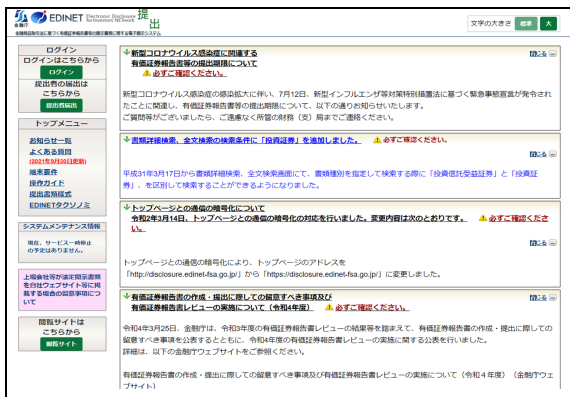 金融庁 EDINET Electronic Disclosure for Investors' NETwork 提出
金融商品取引法に基づく有価証券報告書等の開示書類に関する電子開示システム
文字の大きさ 標準 大
ログイン
ログインはこちらから
ログイン
提出者の届出は
こちらから
提出者届出
トップメニュー
お知らせ一覧
よくある質問
(2021年9月30日更新)
端末要件
操作ガイド
提出書類様式
EDINETタクソノミ
システムメンテナンス情報
現在、サービス一時停止
の予定はありません。
上場会社等が法定開示書類
を自社ウェブサイト等に掲
載する場合の留意事項につ
いて
閲覧サイトは
こちらから
閲覧サイト
新型コロナウイルス感染症に関連する
有価証券報告書等の提出期限について
必ずご確認ください。
閉じる
新型コロナウイルス感染症の感染拡大に伴い、7月12日、新型インフルエンザ等対策特別措置法に基づく緊急事態宣言が発令され
たことに関連し、有価証券報告書等の提出期限について、以下の通りお知らせいたします。
ご質問等がございましたら、ご遠慮なく所管の財務(支)局までご連絡ください。
書類詳細検索、全文検索の検索条件に「投資証券」を追加しました。 必ずご確認ください。
閉じる
平成31年3月17日から書類詳細検索、全文検索画面にて、書類種別を指定して検索する際に「投資信託受益証券」と「投資証
券」、を区別して検索することができるようになりました。
トップページとの通信の暗号化について
令和2年3月14日、トップページとの通信の暗号化の対応を行いました。変更内容は次のとおりです。 必ずご確認くださ
い。
閉じる
トップページとの通信の暗号化により、トップページのアドレスを
「http://disclosure.edinet-fsa.go.jp/」から「https://disclosure.edinet-fsa.go.jp/」に変更しました。
有価証券報告書の作成・提出に際しての留意すべき事項及び
有価証券報告書レビューの実施について(令和4年度) 必ずご確認ください。
閉じる
令和4年3月25日、金融庁は、令和3年度の有価証券報告書レビューの結果等を踏まえて、有価証券報告書の作成・提出に際しての
留意すべき事項を公表するとともに、令和4年度の有価証券報告書レビューの実施に関する公表を行いました。
詳細は、以下の金融庁ウェブサイトをご参照ください。
有価証券報告書の作成・提出に際しての留意すべき事項及び有価証券報告書レビューの実施について(令和4年度)(金融庁ウェ
ブサイト)